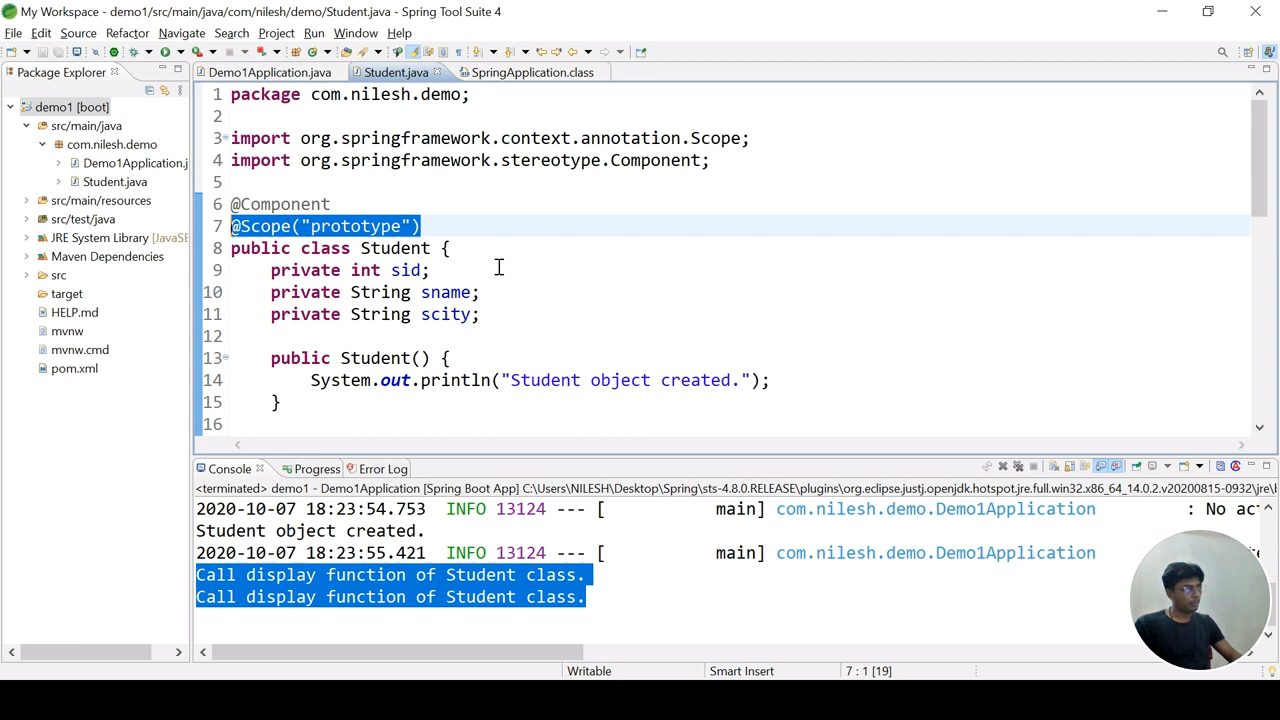 My Workspace - demo1/src/main/java/com/nilesh/demo/Student.java - Spring Tool Suite 4
File Edit Source Refactor Navigate Search Project Run Window Help
Package Explorer
Demo1Application.java Student.java SpringApplication.class
demo1 [boot]
src/main/java
com.nilesh.demo
Demo1Application.j
Student.java
src/main/resources
src/test/java
JRE System Library [JavaSE
Maven Dependencies
src
target
HELP.md
mvnw
mvnw.cmd
pom.xml
1 package com.nilesh.demo;
2
3 import org.springframework.context.annotation.Scope;
4 import org.springframework.stereotype.Component;
5
6 @Component
7 @Scope("prototype")
8 public class Student {
9 private int sid;
10 private String sname;
11 private String scity;
12
13 public Student() {
14 System.out.println("Student object created.");
15 }
16
Console Progress Error Log
<terminated> demo1 - Demo1Application [Spring Boot App] C:\Users\NILESH\Desktop\Spring\sts-4.8.0.RELEASE\plugins\org.eclipse.justj.openjdk.hotspot.jre.full.win32.x86_64_14.0.2.v20200815-0932\jre\b
2020-10-07 18:23:54.753 INFO 13124 --- [ main] com.nilesh.demo.Demo1Application : No act
Student object created.
2020-10-07 18:23:55.421 INFO 13124 --- [ main] com.nilesh.demo.Demo1Application
Call display function of Student class.
Call display function of Student class.
Writable Smart Insert 7 : 1 [19]